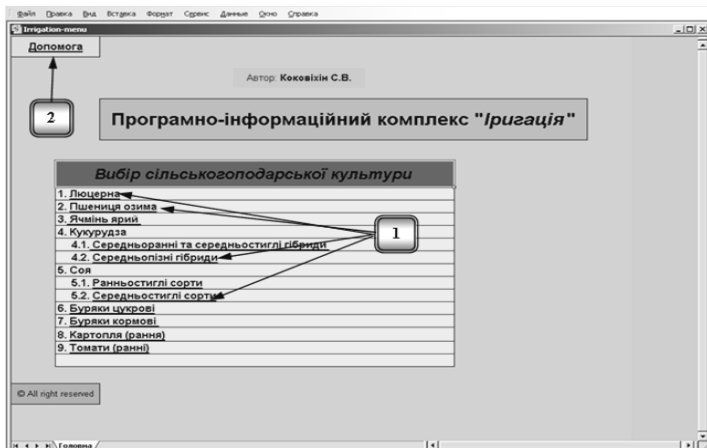 Файл Правка Вид Вставка Формат Сервис Данные Окно Справка
Irrigation-menu
Допомога
Автор: Коковіхін С.В.
2
Програмно-інформаційний комплекс "Іригація"
Вибір сільськогоподарської культури
1. Люцерна
2. Пшениця озима
3. Ячмінь ярий
4. Кукурудза
1
4.1. Середньоранні та середньостиглі гібриди
4.2. Середньопізні гібриди
5. Соя
5.1. Ранньостиглі сорти
5.2. Середньостиглі сорти
6. Буряки цукрові
7. Буряки кормові
8. Картопля (рання)
9. Томати (ранні)
© All right reserved
Головна